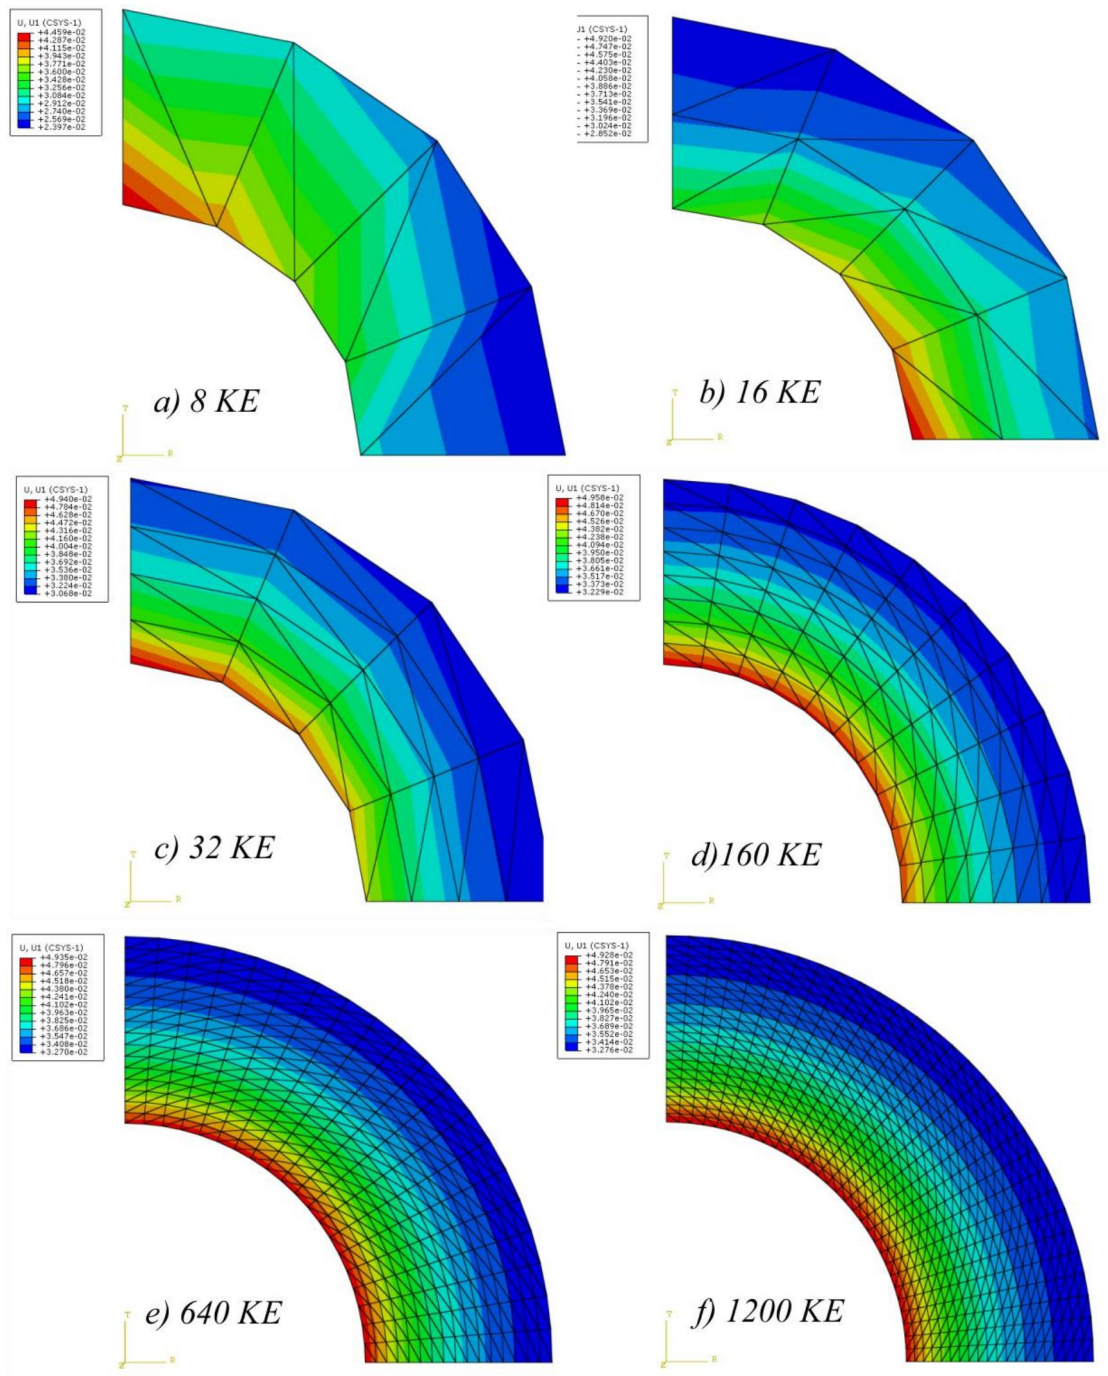 U, U1 (CSYS-1)
+4.459e-02
+4.287e-02
+4.115e-02
+3.943e-02
+3.771e-02
+3.600e-02
+3.428e-02
+3.256e-02
+3.084e-02
+2.912e-02
+2.740e-02
+2.569e-02
+2.397e-02
T
Z
R
a) 8 KE
J1 (CSYS-1)
+4.920e-02
+4.747e-02
+4.575e-02
+4.403e-02
+4.230e-02
+4.058e-02
+3.886e-02
+3.713e-02
+3.541e-02
+3.369e-02
+3.196e-02
+3.024e-02
+2.852e-02
T
Z
R
b) 16 KE
U, U1 (CSYS-1)
+4.940e-02
+4.784e-02
+4.628e-02
+4.472e-02
+4.316e-02
+4.160e-02
+4.004e-02
+3.848e-02
+3.692e-02
+3.536e-02
+3.380e-02
+3.224e-02
+3.068e-02
T
Z
R
c) 32 KE
U, U1 (CSYS-1)
+4.958e-02
+4.814e-02
+4.670e-02
+4.526e-02
+4.382e-02
+4.238e-02
+4.094e-02
+3.950e-02
+3.805e-02
+3.661e-02
+3.517e-02
+3.373e-02
+3.229e-02
T
Z
R
d)160 KE
U, U1 (CSYS-1)
+4.935e-02
+4.796e-02
+4.657e-02
+4.518e-02
+4.380e-02
+4.241e-02
+4.102e-02
+3.963e-02
+3.825e-02
+3.686e-02
+3.547e-02
+3.408e-02
+3.270e-02
T
Z
R
e) 640 KE
U, U1 (CSYS-1)
+4.928e-02
+4.791e-02
+4.653e-02
+4.515e-02
+4.378e-02
+4.240e-02
+4.102e-02
+3.965e-02
+3.827e-02
+3.689e-02
+3.552e-02
+3.414e-02
+3.276e-02
T
Z
R
f) 1200 KE